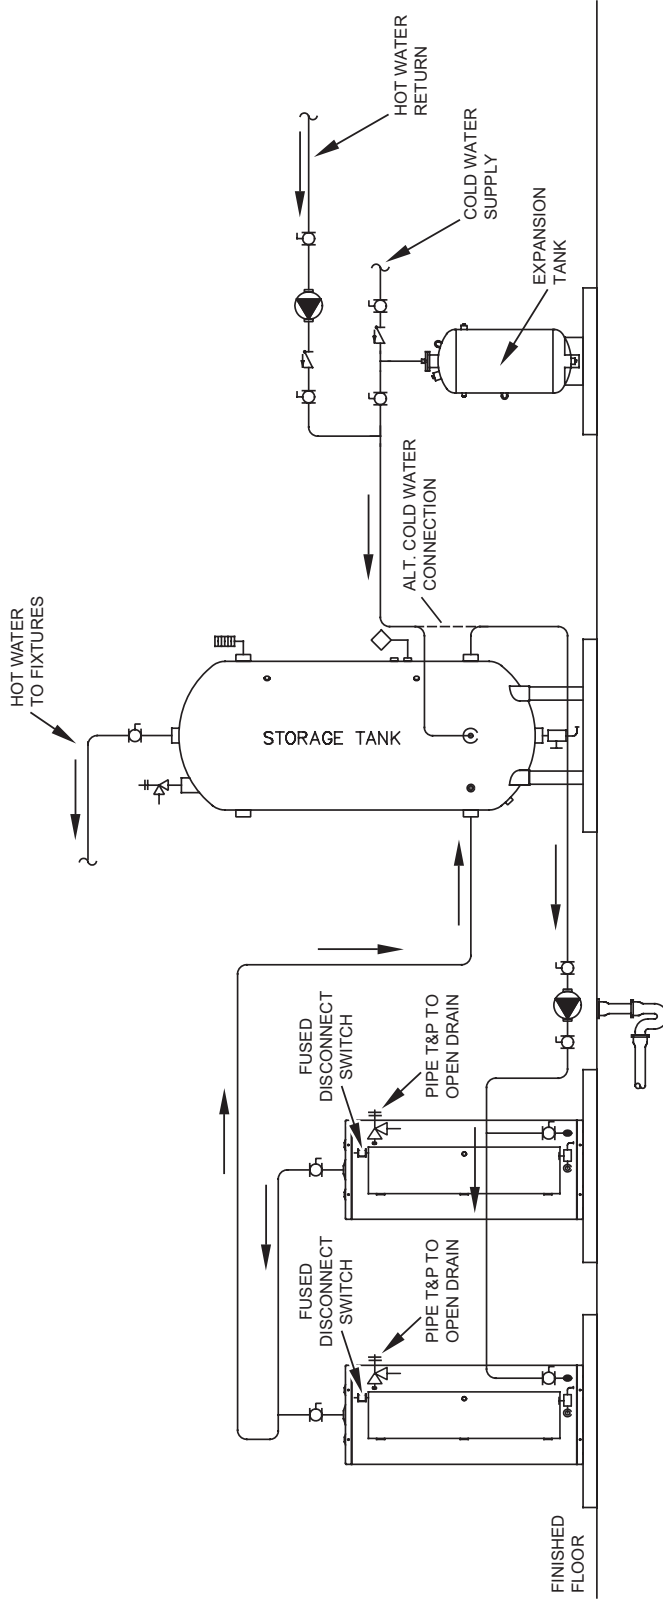 HOT WATER
TO FIXTURES
HOT WATER
RETURN
COLD WATER
SUPPLY
EXPANSION
TANK
ALT. COLD WATER
CONNECTION
STORAGE TANK
FUSED
DISCONNECT
SWITCH
PIPE T&P TO
OPEN DRAIN
FUSED
DISCONNECT
SWITCH
PIPE T&P TO
OPEN DRAIN
FINISHED
FLOOR